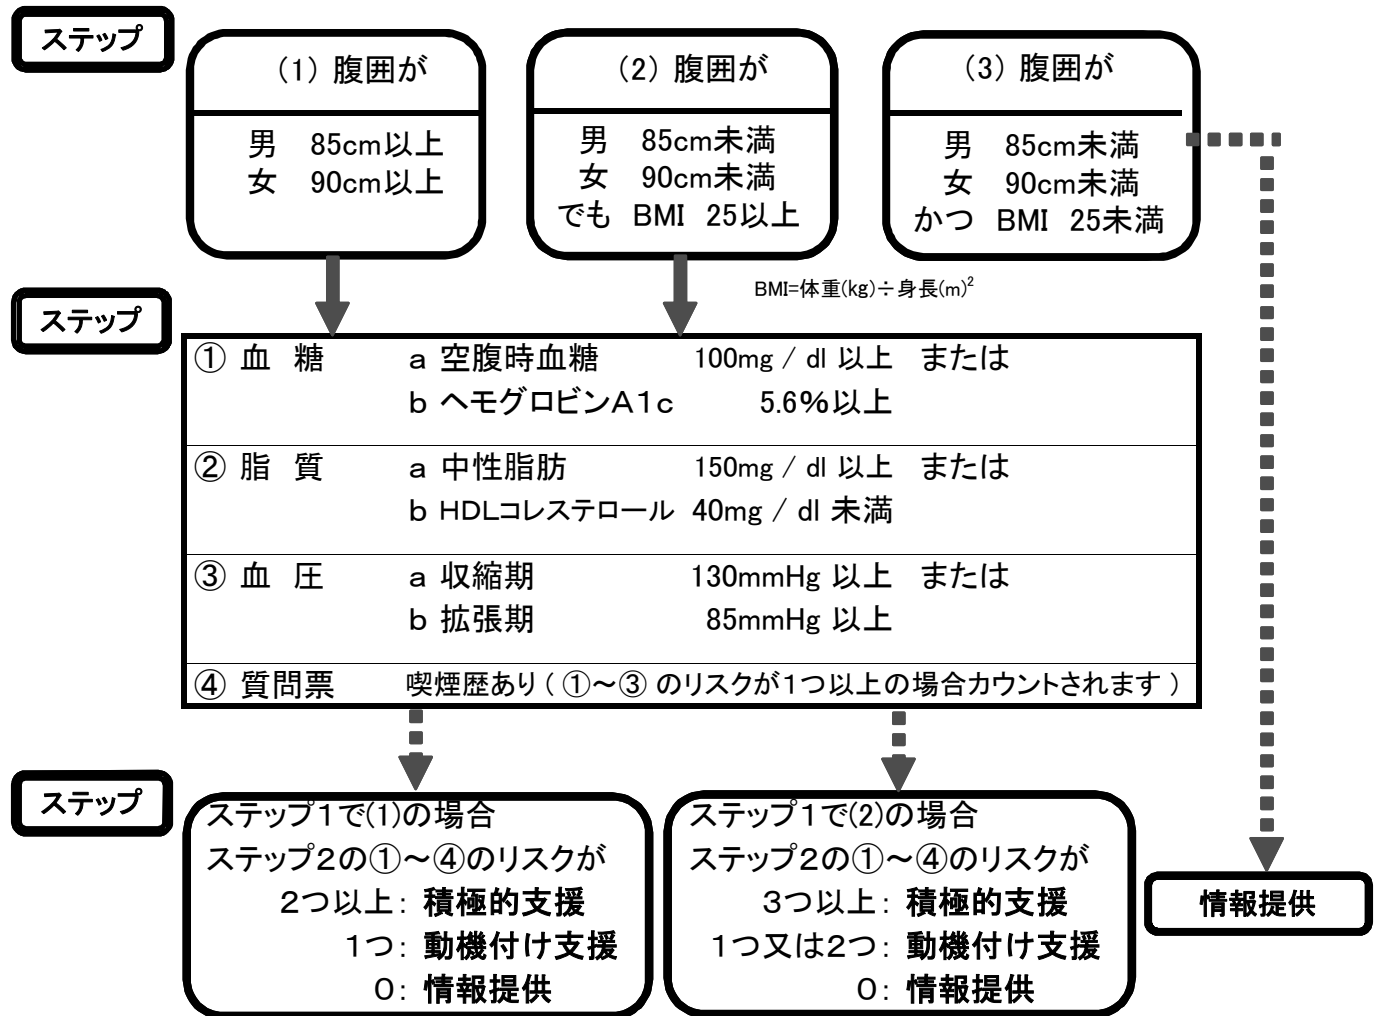 ステップ
(1) 腹囲が
男 85cm以上
女 90cm以上
(2) 腹囲が
男 85cm未満
女 90cm未満
でも BMI 25以上
(3) 腹囲が
男 85cm未満
女 90cm未満
かつ BMI 25未満
BMI=体重(kg)÷身長(m)²
ステップ
① 血 糖 a 空腹時血糖 100mg / dl 以上 または
b ヘモグロビンA1c 5.6%以上
② 脂 質 a 中性脂肪 150mg / dl 以上 または
b HDLコレステロール 40mg / dl 未満
③ 血 圧 a 収縮期 130mmHg 以上 または
b 拡張期 85mmHg 以上
④ 質問票 喫煙歴あり ( ①~③ のリスクが1つ以上の場合カウントされます )
ステップ
ステップ1で(1)の場合
ステップ2の①~④のリスクが
2つ以上: 積極的支援
1つ: 動機付け支援
0: 情報提供
ステップ1で(2)の場合
ステップ2の①~④のリスクが
3つ以上: 積極的支援
1つ又は2つ: 動機付け支援
0: 情報提供
情報提供